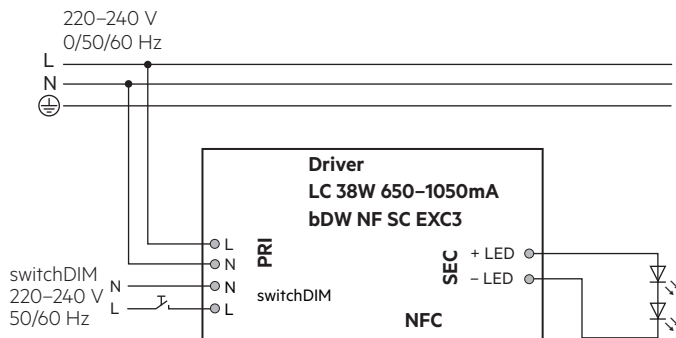 220–240 V
0/50/60 Hz
L
N
Driver
LC 38W 650–1050mA
bDW NF SC EXC3
L
PRI
N
+ LED
SEC
– LED
switchDIM
220–240 V
50/60 Hz
N
L
N
L
switchDIM
NFC